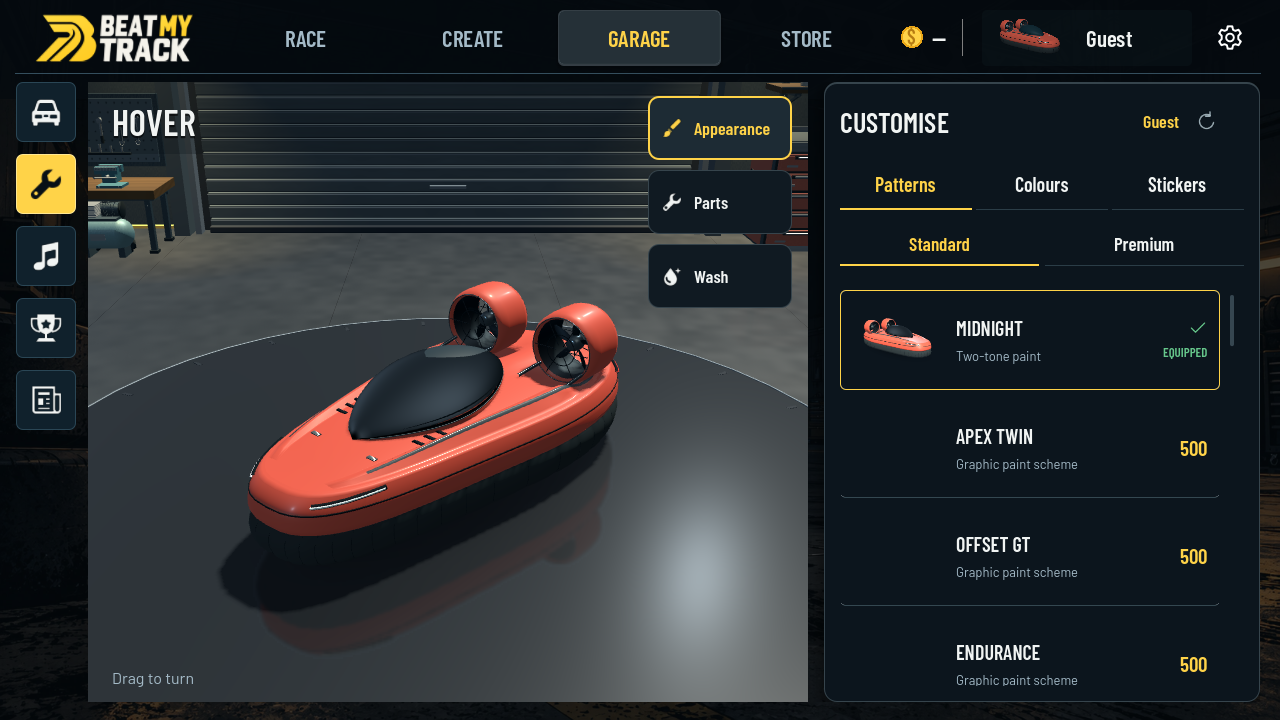 BEATMY
TRACK
RACE
CREATE
GARAGE
STORE
$ –
Guest
HOVER
Appearance
Parts
Wash
Drag to turn
CUSTOMISE
Guest
Patterns
Colours
Stickers
Standard
Premium
MIDNIGHT
Two-tone paint
EQUIPPED
APEX TWIN
Graphic paint scheme
500
OFFSET GT
Graphic paint scheme
500
ENDURANCE
Graphic paint scheme
500